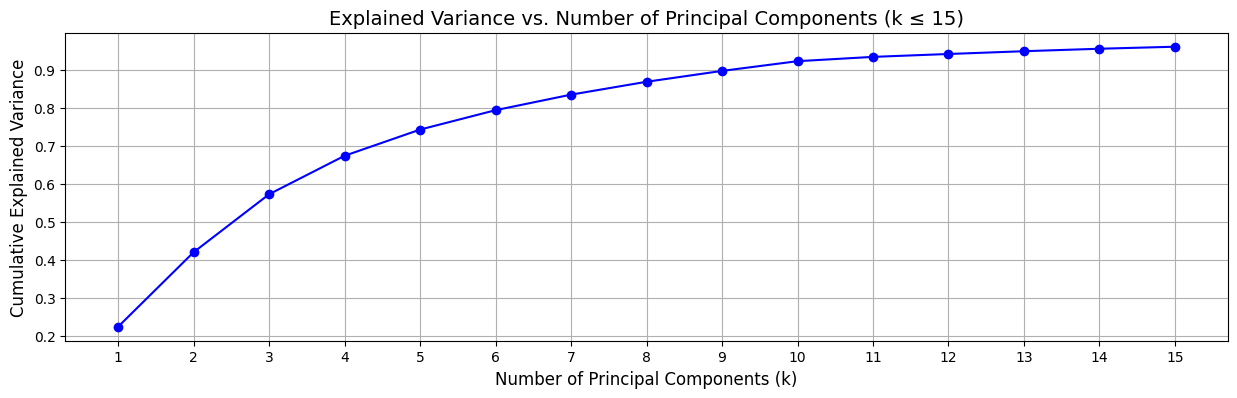 Explained Variance vs. Number of Principal Components (k ≤ 15)
Cumulative Explained Variance
0.9
0.8
0.7
0.6
0.5
0.4
0.3
0.2
1 2 3 4 5 6 7 8 9 10 11 12 13 14 15
Number of Principal Components (k)